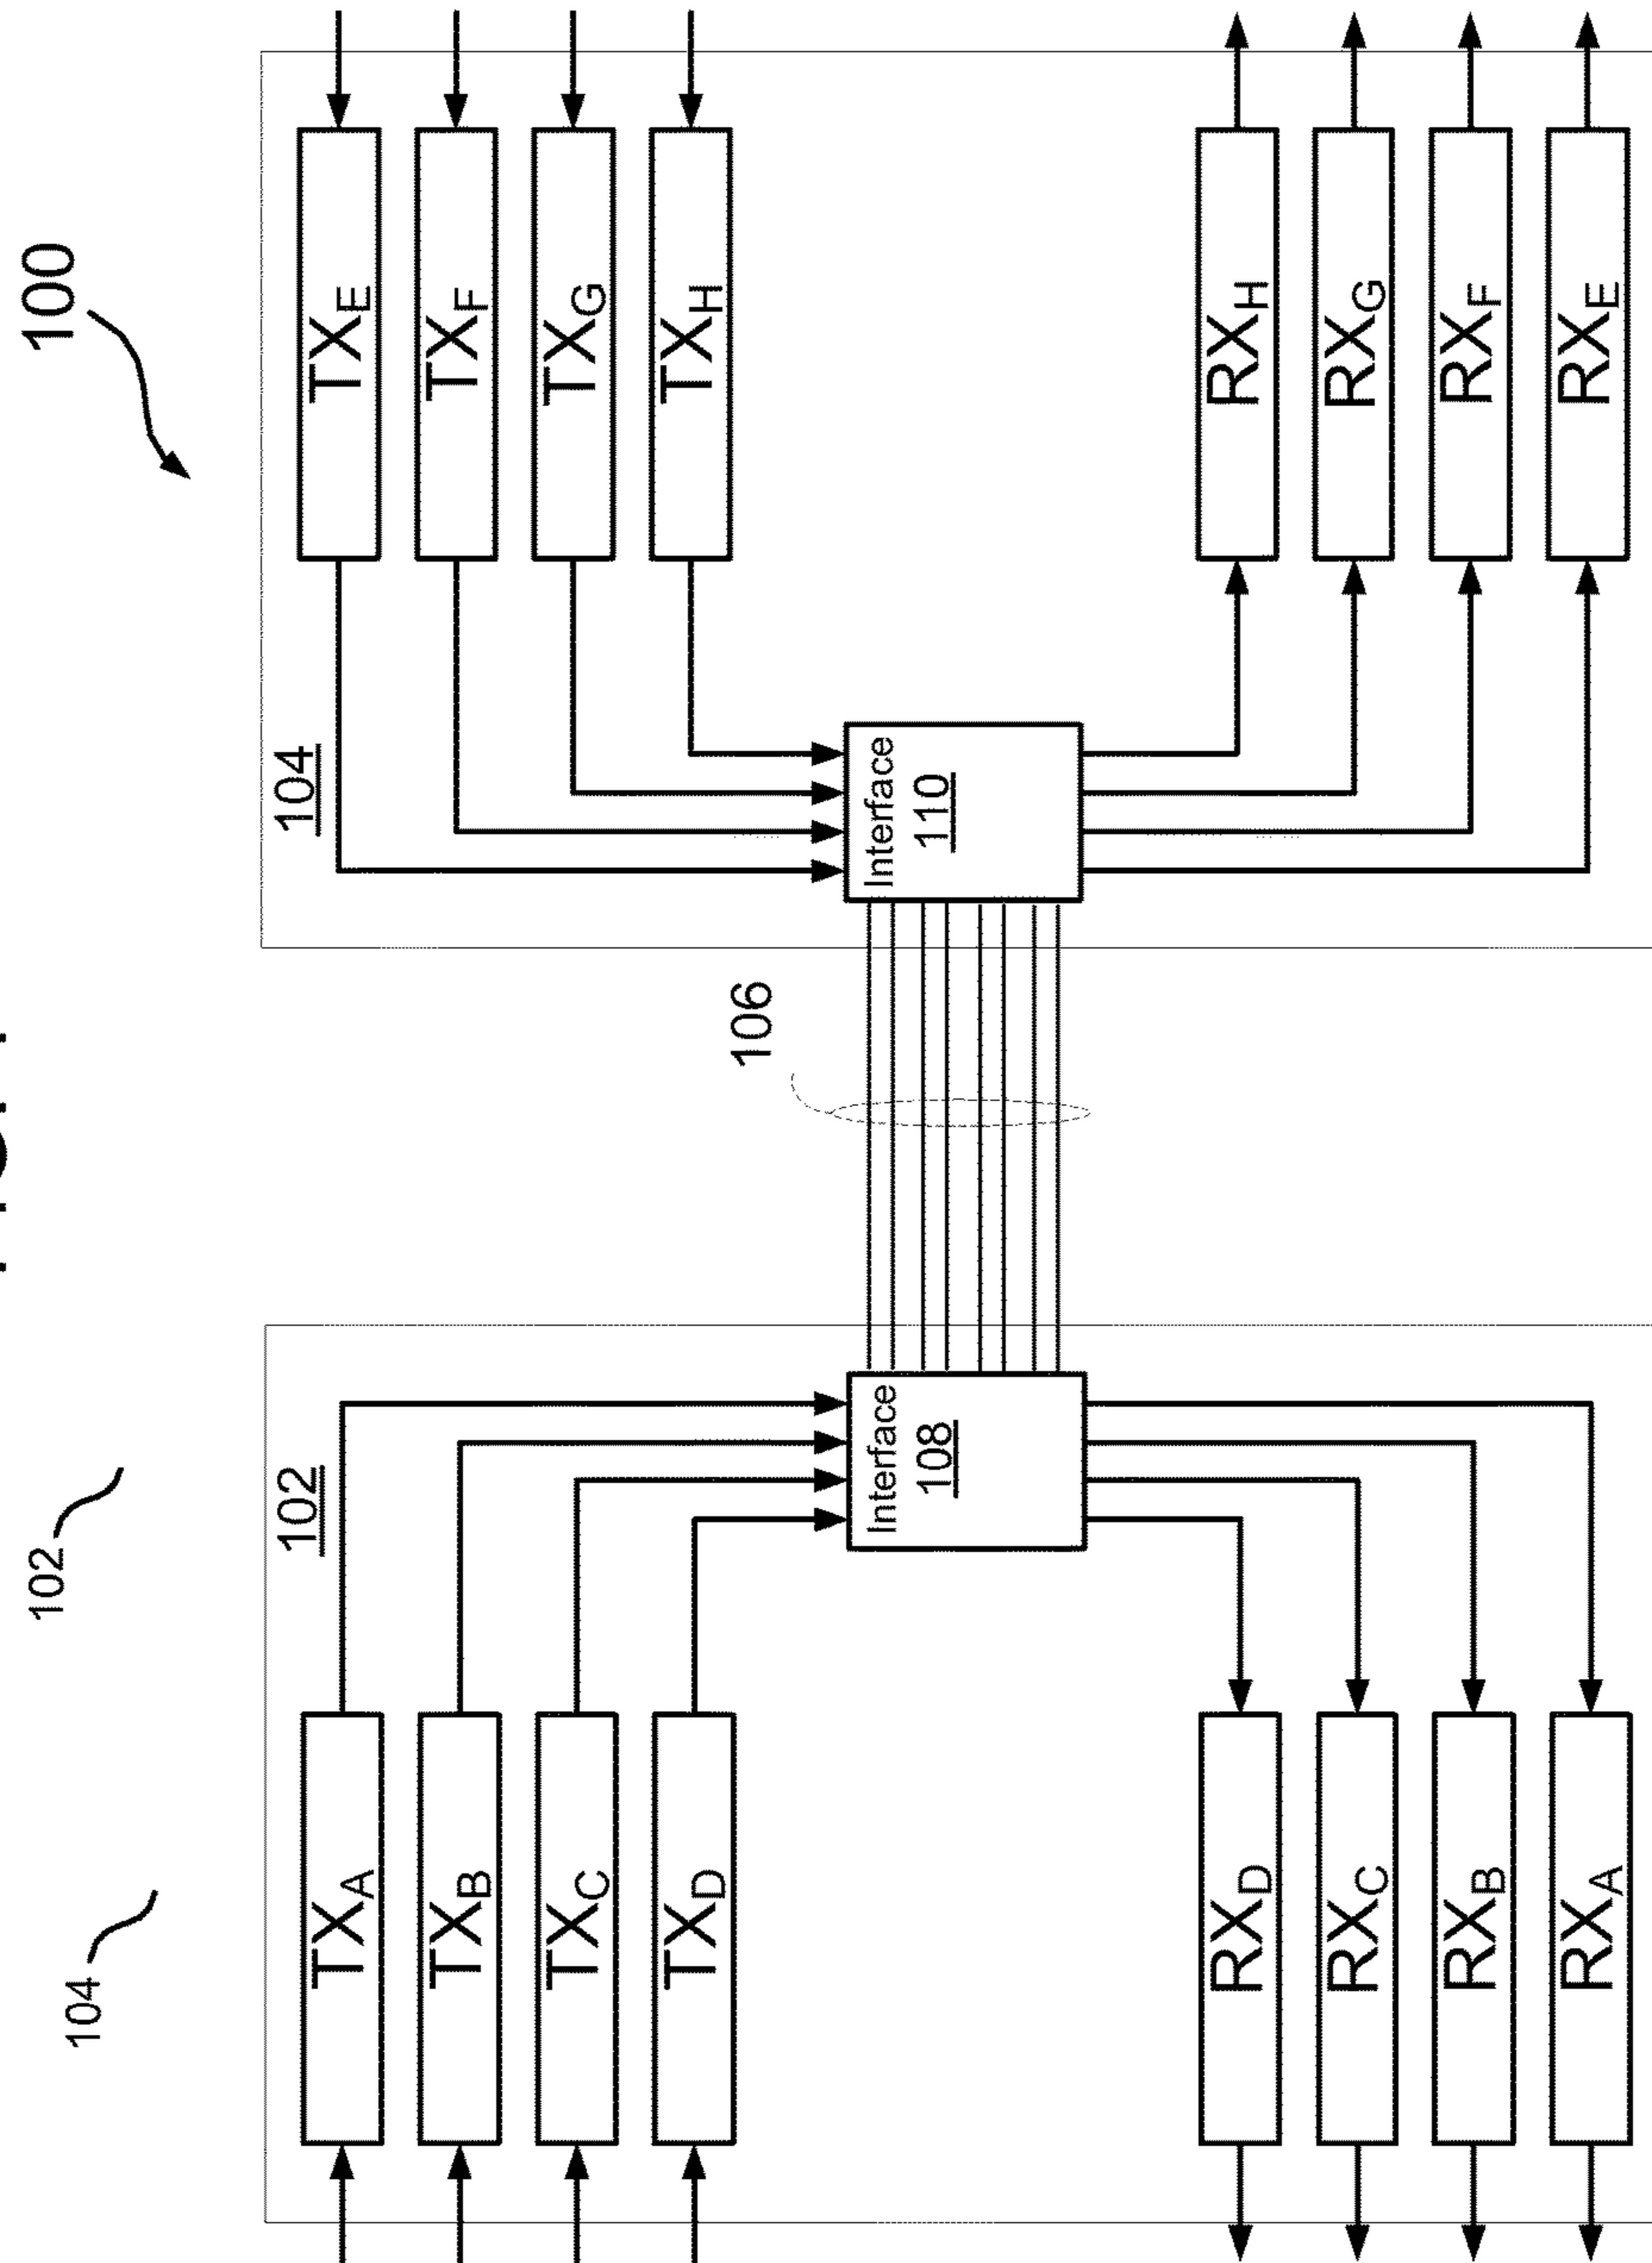 100
102
104
102
104
TXA
TXE
TXB
TXF
TXC
TXG
TXD
TXH
106
Interface
108
Interface
110
RXD
RXH
RXC
RXG
RXB
RXF
RXA
RXE